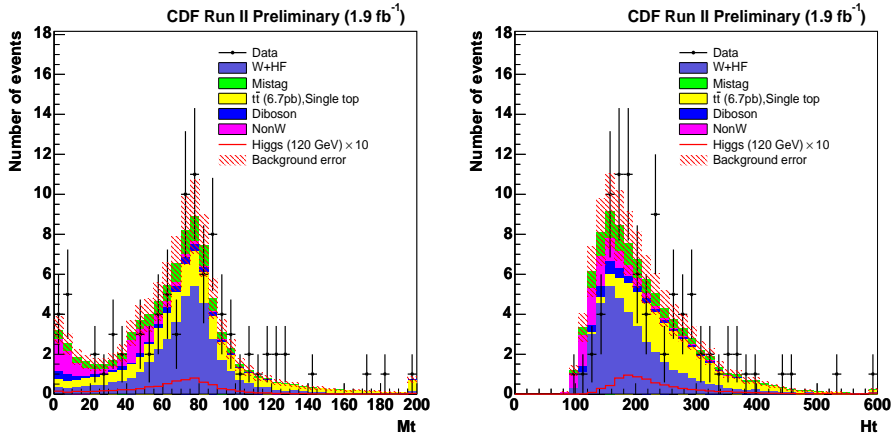 CDF Run II Preliminary (1.9 fb⁻¹)
Number of events
18
16
14
12
10
8
6
4
2
0
Data
W+HF
Mistag
tt̄ (6.7pb),Single top
Diboson
NonW
Higgs (120 GeV) × 10
Background error
0 20 40 60 80 100 120 140 160 180 200
Mt
CDF Run II Preliminary (1.9 fb⁻¹)
Number of events
18
16
14
12
10
8
6
4
2
0
Data
W+HF
Mistag
tt̄ (6.7pb),Single top
Diboson
NonW
Higgs (120 GeV) × 10
Background error
0 100 200 300 400 500 600
Ht